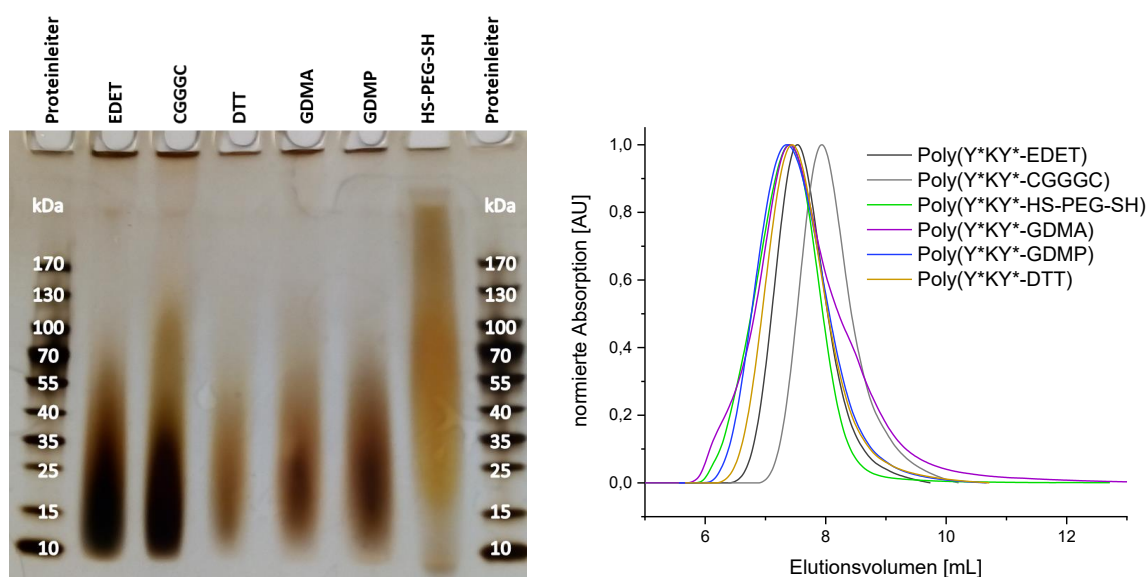 Proteinleiter
EDET
CGGGC
DTT
GDMA
GDMP
HS-PEG-SH
Proteinleiter
kDa
170
130
100
70
55
40
35
25
15
10
kDa
170
130
100
70
55
40
35
25
15
10
normierte Absorption [AU]
1,0
0,8
0,6
0,4
0,2
0,0
6
8
10
12
Elutionsvolumen [mL]
Poly(Y*KY*-EDET)
Poly(Y*KY*-CGGGC)
Poly(Y*KY*-HS-PEG-SH)
Poly(Y*KY*-GDMA)
Poly(Y*KY*-GDMP)
Poly(Y*KY*-DTT)